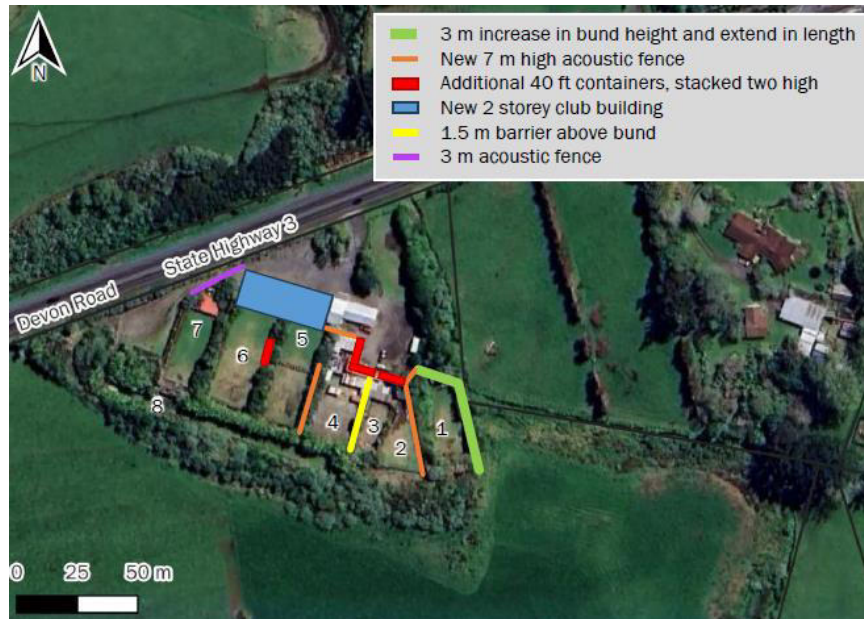 N
3 m increase in bund height and extend in length
New 7 m high acoustic fence
Additional 40 ft containers, stacked two high
New 2 storey club building
1.5 m barrier above bund
3 m acoustic fence
State Highway 3
Devon Road
7
5
6
8
4
3
1
2
0 25 50 m